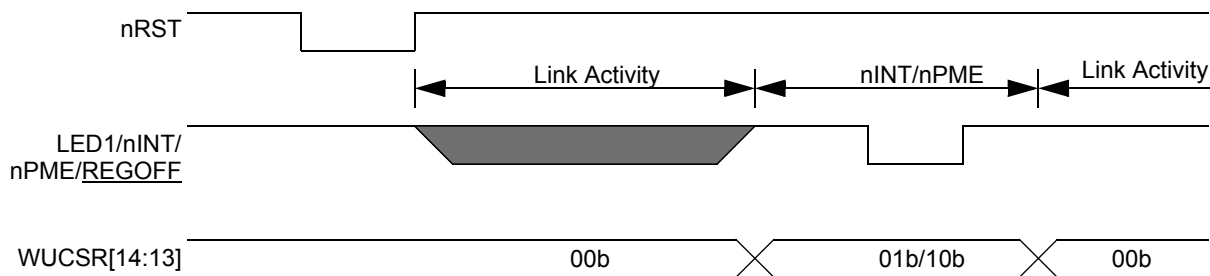 nRST
Link Activity
nINT/nPME
Link Activity
LED1/nINT/
nPME/REGOFF
WUCSR[14:13]
00b
01b/10b
00b